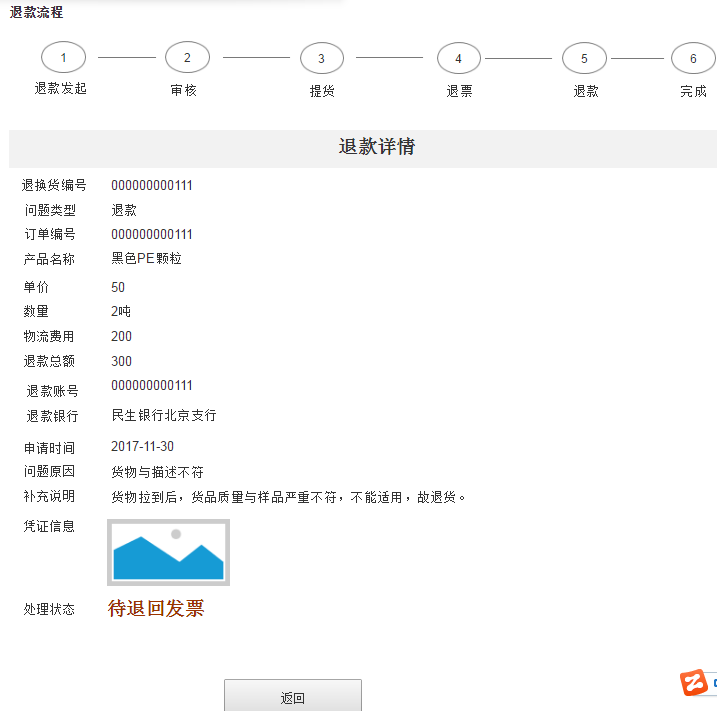 退款流程
1 2 3 4 5 6
退款发起 审核 提货 退票 退款 完成
退款详情
退换货编号 000000000111
问题类型 退款
订单编号 000000000111
产品名称 黑色PE颗粒
单价 50
数量 2吨
物流费用 200
退款总额 300
退款账号 000000000111
退款银行 民生银行北京支行
申请时间 2017-11-30
问题原因 货物与描述不符
补充说明 货物拉到后，货品质量与样品严重不符，不能适用，故退货。
凭证信息
处理状态 待退回发票
返回